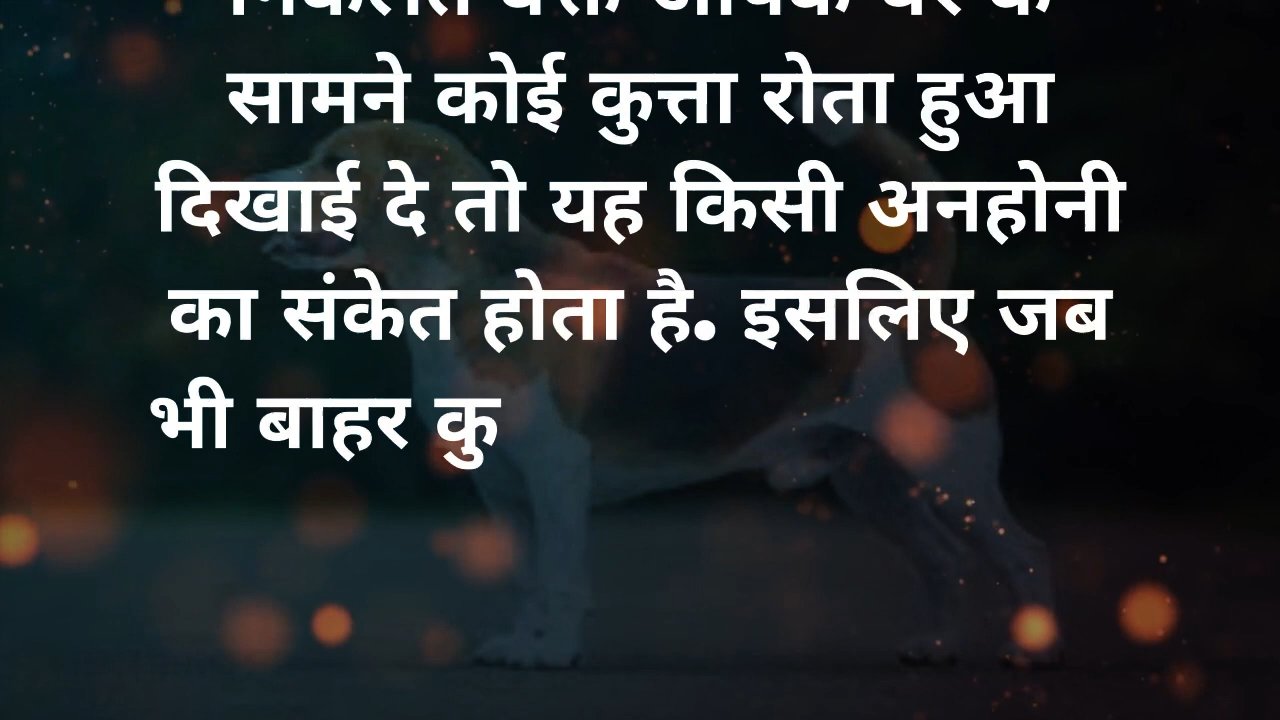 सामने कोई कुत्ता रोता हुआ
दिखाई दे तो यह किसी अनहोनी
का संकेत होता है. इसलिए जब
भी बाहर कु